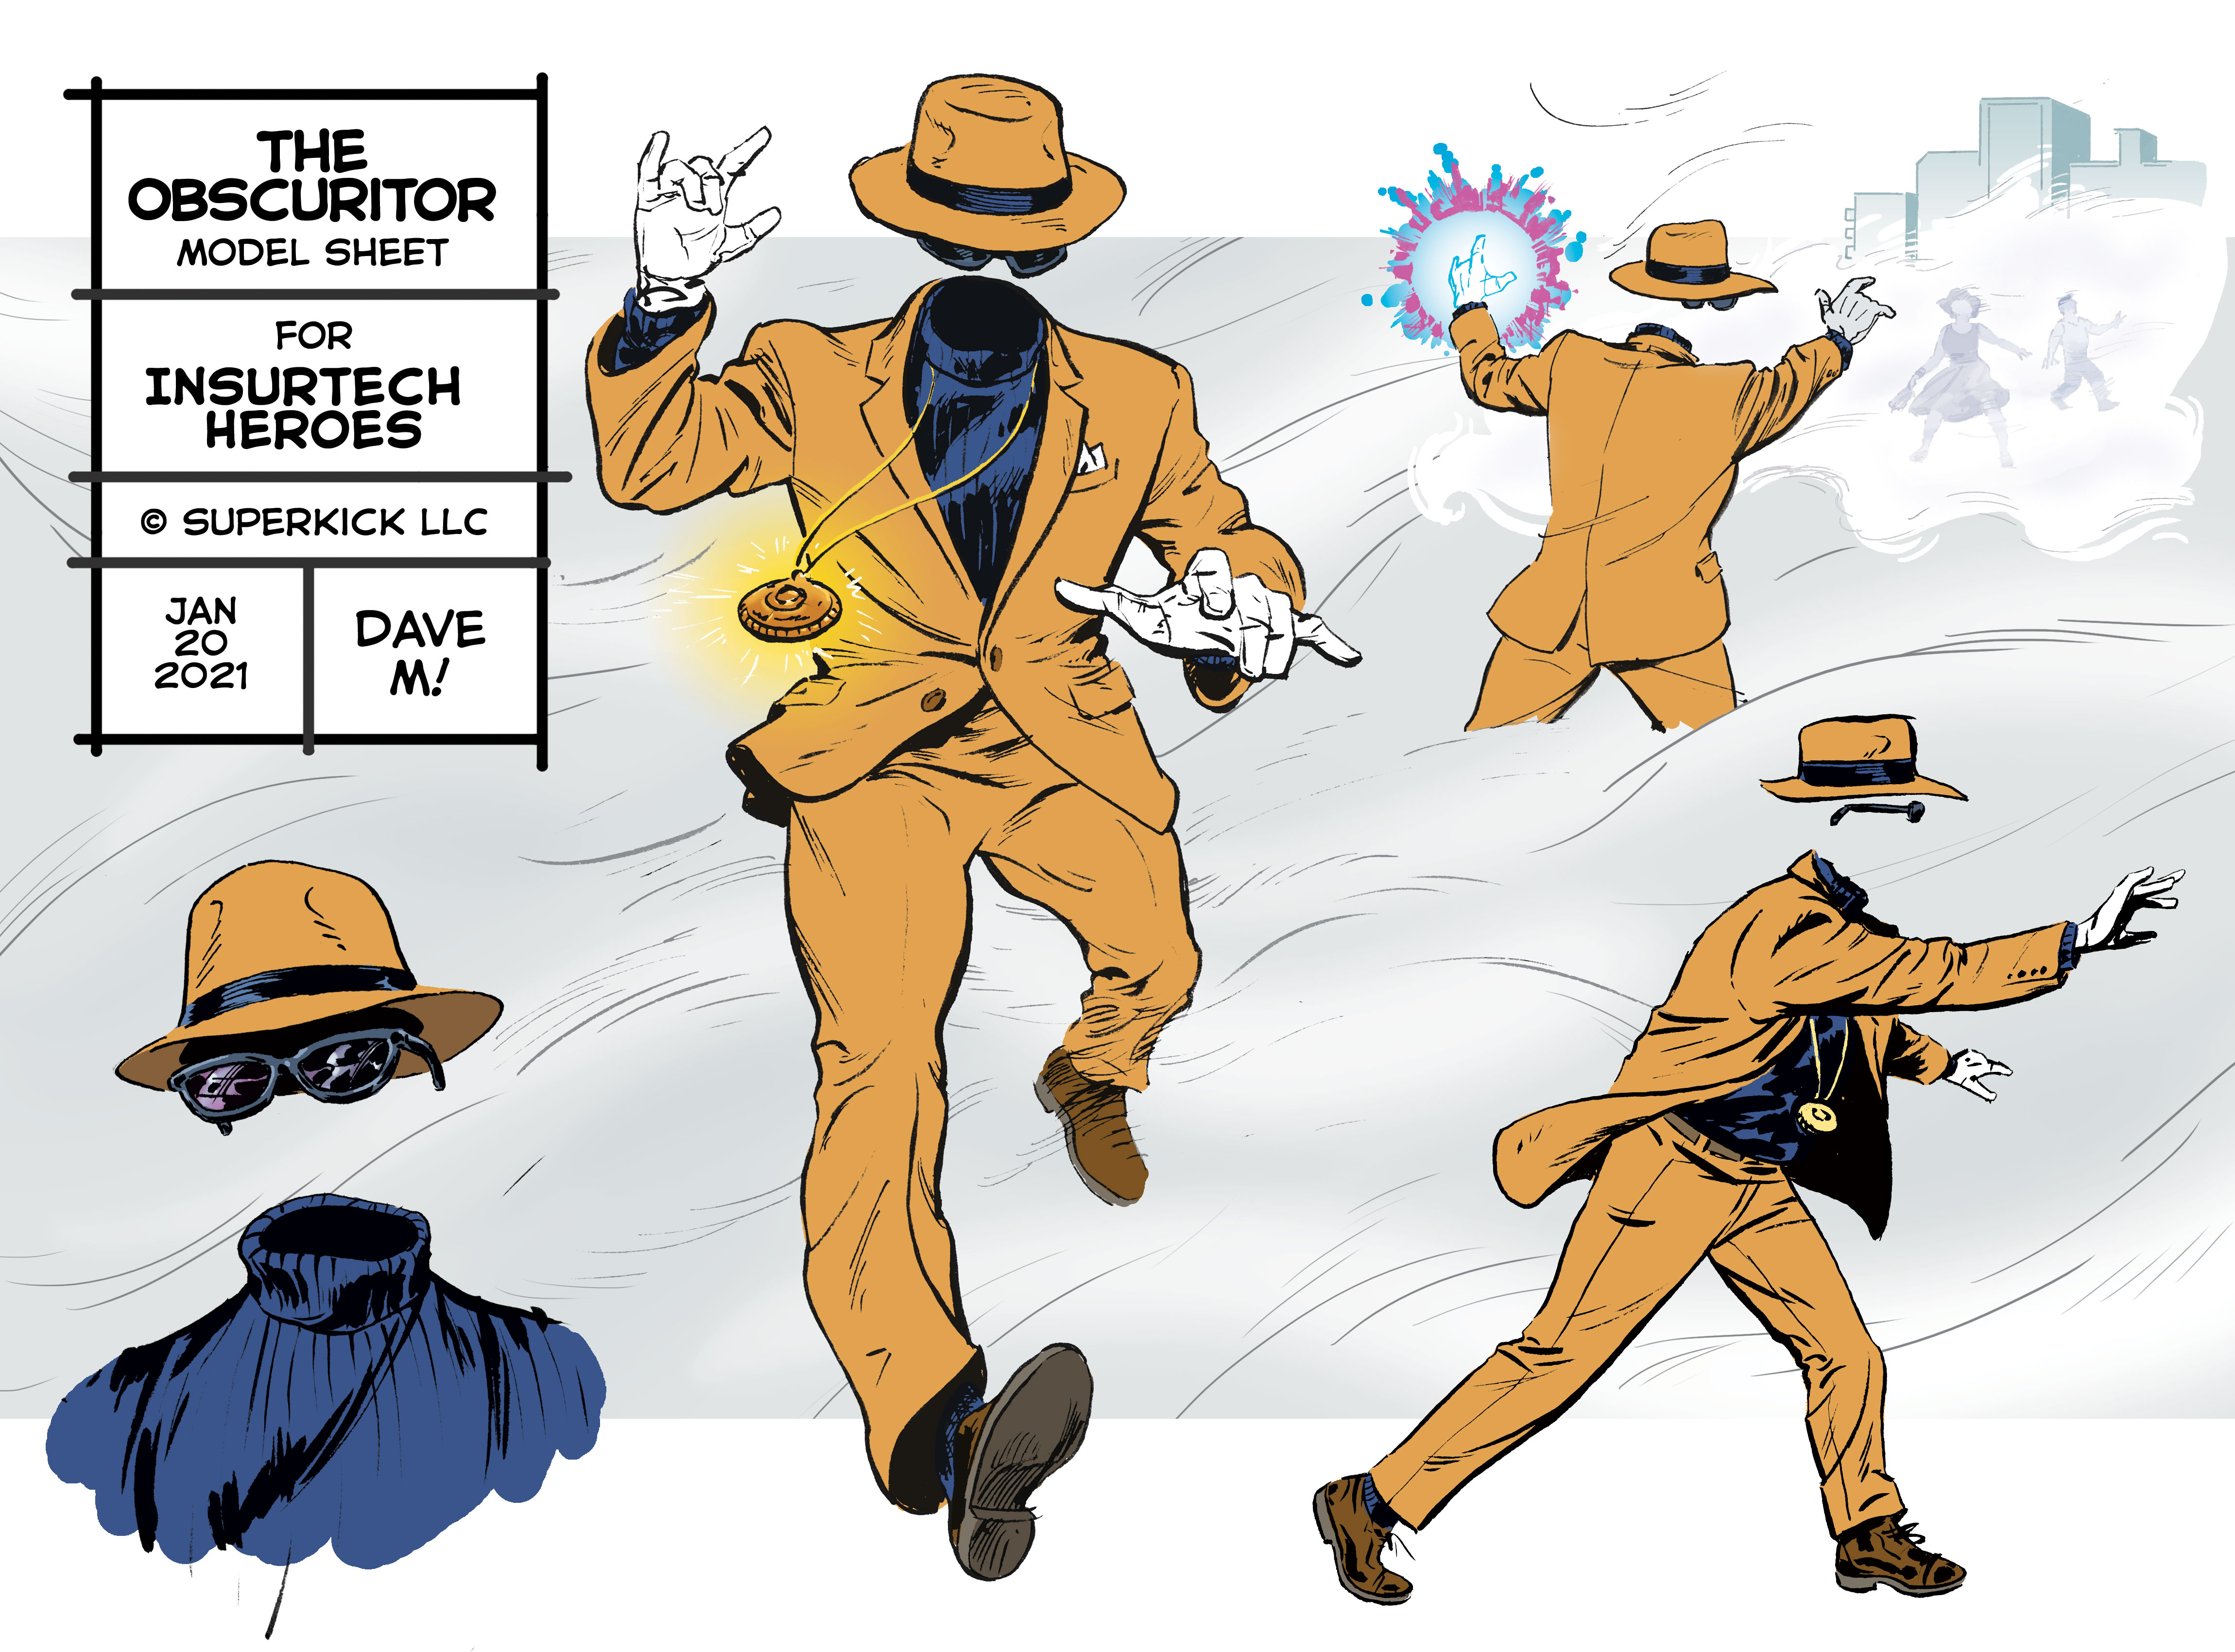 THE
OBSCURITOR
MODEL SHEET
FOR
INSURTECH
HEROES
© SUPERKICK LLC
JAN
20
2021
DAVE
M!